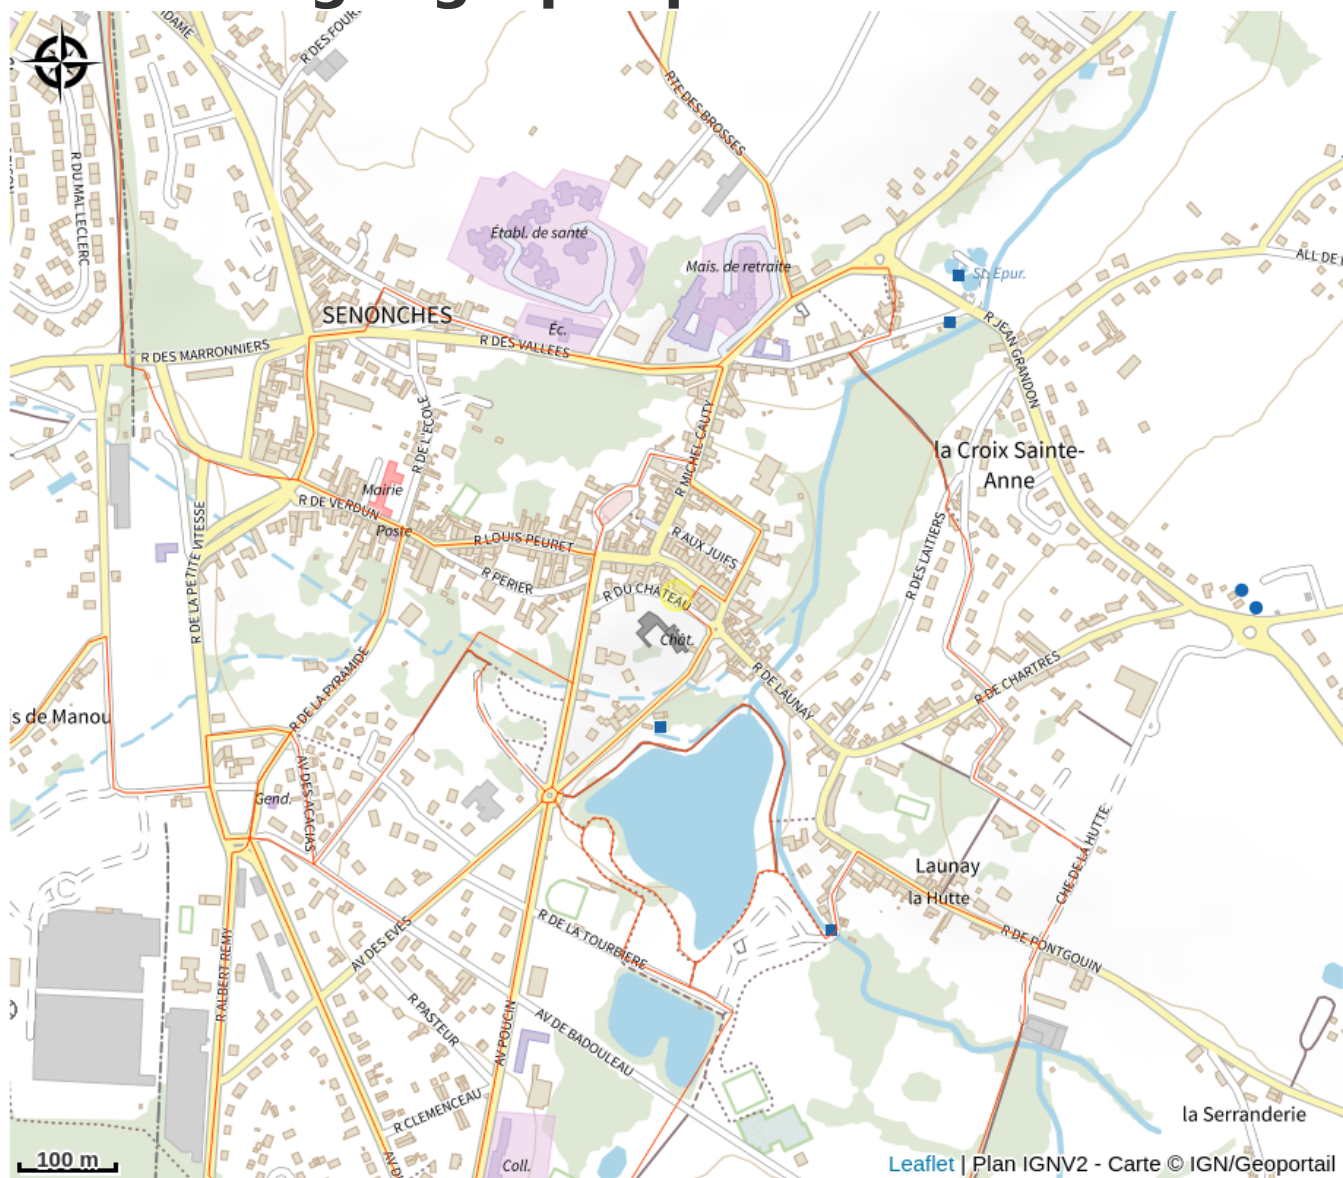 R DES FOUR
R DU MAL LECLERC
RTE DES BROSSES
Établ. de santé
Mais. de retraite
St. Epur.
ALL DE
SENONCHES
Éc.
R DES VALLÉES
R DES MARRONNIERS
R JEAN GRANDON
R DE L'ECOLE
R MICHEL CAUTY
la Croix Sainte-
Anne
Mairie
R DE VERDUN
Poste
R LOUIS PEURET
R AUX JUIFS
R DE LA PETITE VITESSE
R PERIER
R DU CHATEAU
R DES LAITIERS
Chât.
R DE LAUNAY
R DE CHARTRES
R DE LA PYRAMIDE
s de Manou
AV DES ACACIAS
Gend.
CHE DE LA HUTTE
Launay
la Hutte
R DE PONTGOUIN
AV DES EVES
R DE LA TOURBIERE
R ALBERT REMY
R PASTEUR
AV POUCIN
AV DE BADOULEAU
R CLEMENCEAU
la Serranderie
Coll.
100 m
Leaflet | Plan IGNV2 - Carte © IGN/Geoportail